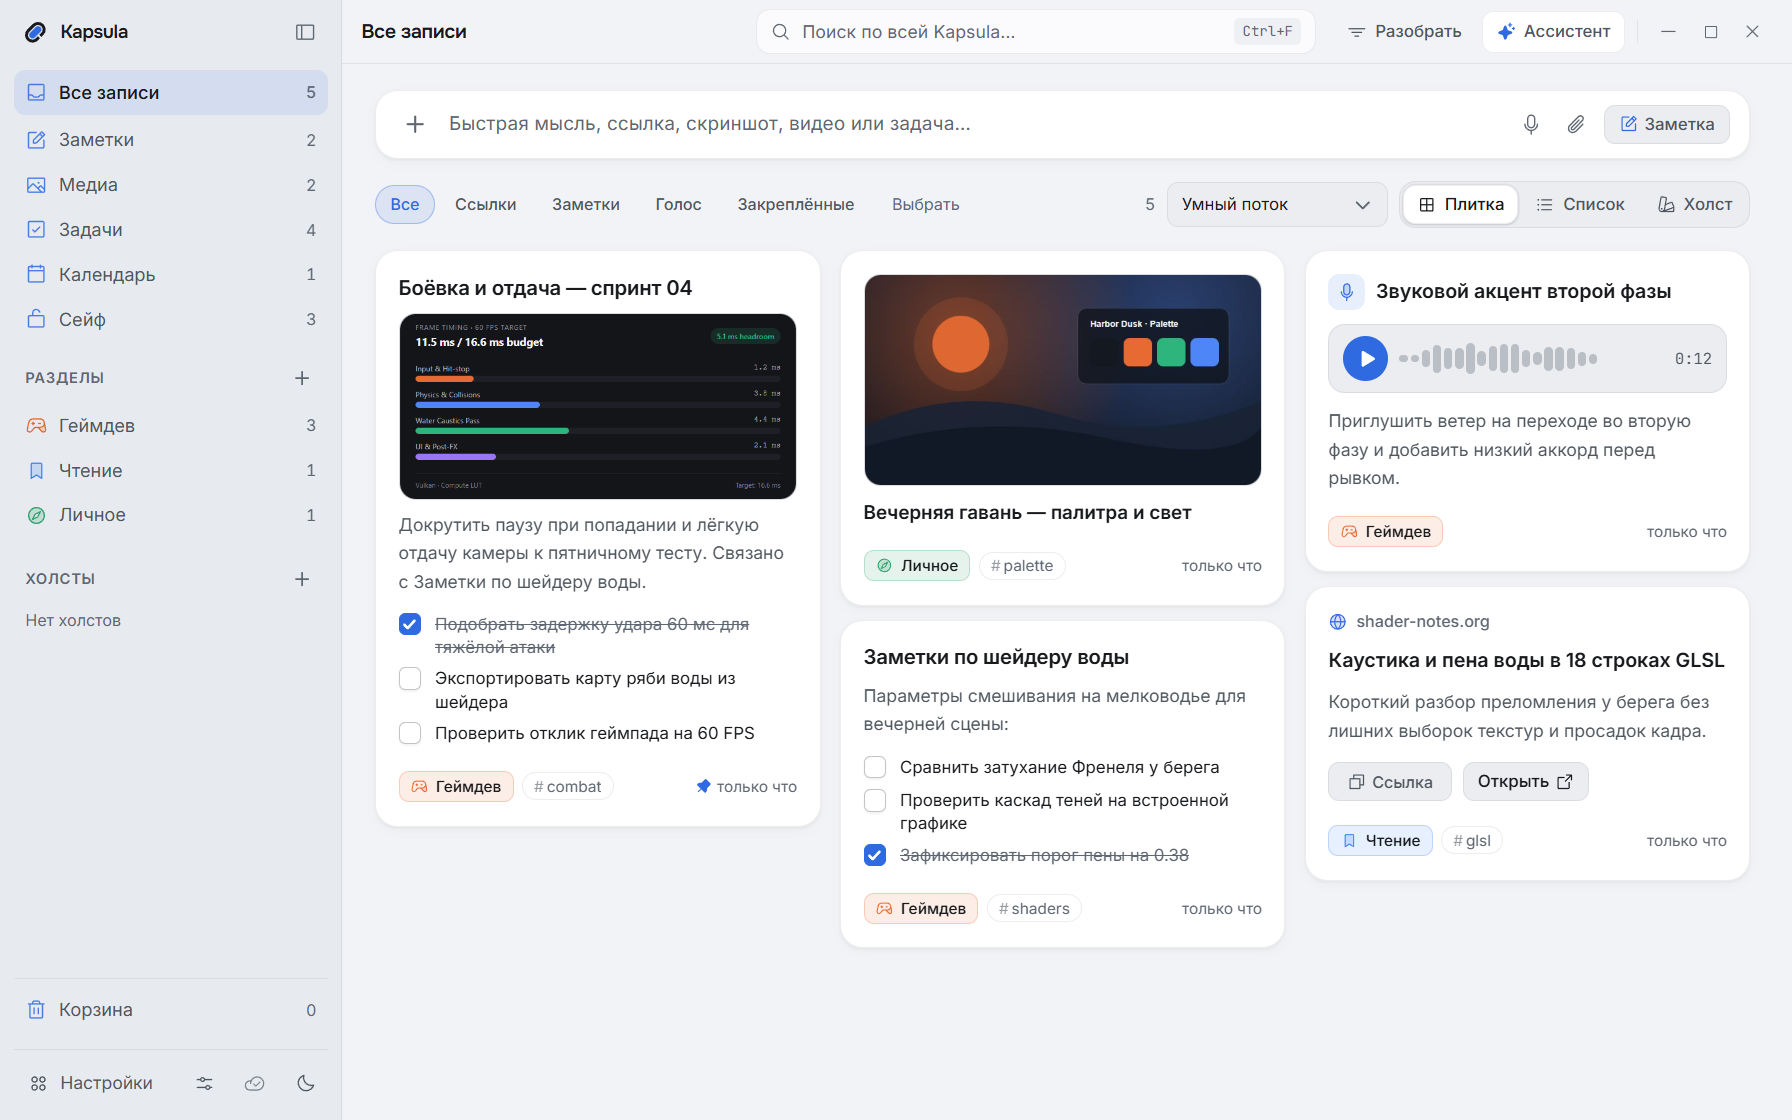 Kapsula
Все записи 5
Заметки 2
Медиа 2
Задачи 4
Календарь 1
Сейф 3
РАЗДЕЛЫ
Геймдев 3
Чтение 1
Личное 1
ХОЛСТЫ
Нет холстов
Корзина 0
Настройки
Все записи
Поиск по всей Kapsula...
Ctrl+F
Разобрать
Ассистент
Быстрая мысль, ссылка, скриншот, видео или задача...
Заметка
Все
Ссылки
Заметки
Голос
Закреплённые
Выбрать
5
Умный поток
Плитка
Список
Холст
Боёвка и отдача — спринт 04
FRAME TIMING · 60 FPS TARGET
11.5 ms / 16.6 ms budget
5.1 ms headroom
Input & Hit-stop 1.2 ms
Physics & Collisions 3.8 ms
Water Caustics Pass 4.4 ms
UI & Post-FX 2.1 ms
Vulkan · Compute LUT Target: 16.6 ms
Докрутить паузу при попадании и лёгкую
отдачу камеры к пятничному тесту. Связано
с Заметки по шейдеру воды.
Подобрать задержку удара 60 мс для
тяжёлой атаки
Экспортировать карту ряби воды из
шейдера
Проверить отклик геймпада на 60 FPS
Геймдев
#combat
только что
Harbor Dusk · Palette
Вечерняя гавань — палитра и свет
Личное
#palette
только что
Заметки по шейдеру воды
Параметры смешивания на мелководье для
вечерней сцены:
Сравнить затухание Френеля у берега
Проверить каскад теней на встроенной
графике
Зафиксировать порог пены на 0.38
Геймдев
#shaders
только что
Звуковой акцент второй фазы
0:12
Приглушить ветер на переходе во вторую
фазу и добавить низкий аккорд перед
рывком.
Геймдев
только что
shader-notes.org
Каустика и пена воды в 18 строках GLSL
Короткий разбор преломления у берега без
лишних выборок текстур и просадок кадра.
Ссылка
Открыть
Чтение
#glsl
только что